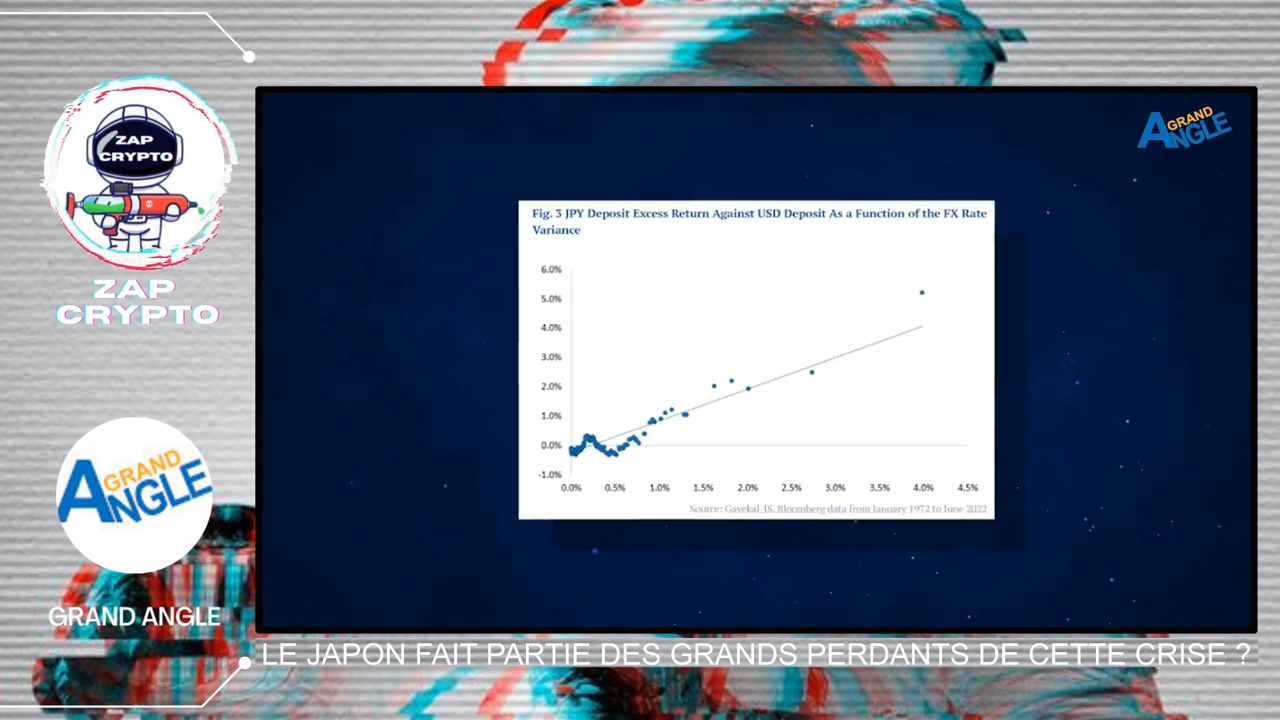 ZAP
CRYPTO
ZAP
CRYPTO
GRAND
ANGLE
GRAND ANGLE
GRAND
ANGLE
Fig. 3 JPY Deposit Excess Return Against USD Deposit As a Function of the FX Rate
Variance
6.0%
5.0%
4.0%
3.0%
2.0%
1.0%
0.0%
-1.0%
0.0% 0.5% 1.0% 1.5% 2.0% 2.5% 3.0% 3.5% 4.0% 4.5%
Source: Gavekal-IS, Bloomberg data from January 1972 to June 2022
LE JAPON FAIT PARTIE DES GRANDS PERDANTS DE CETTE CRISE ?